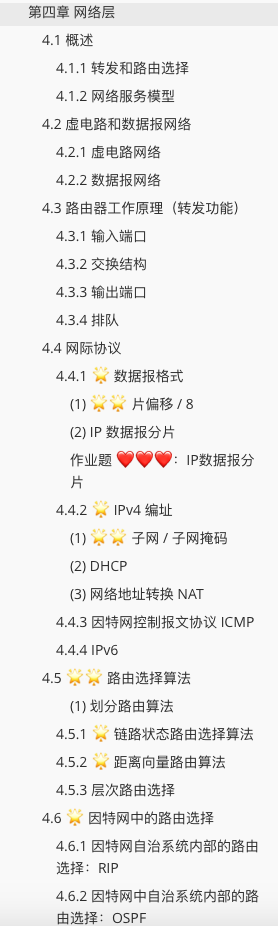 第四章 网络层
4.1 概述
4.1.1 转发和路由选择
4.1.2 网络服务模型
4.2 虚电路和数据报网络
4.2.1 虚电路网络
4.2.2 数据报网络
4.3 路由器工作原理（转发功能）
4.3.1 输入端口
4.3.2 交换结构
4.3.3 输出端口
4.3.4 排队
4.4 网际协议
4.4.1 🌟 数据报格式
(1) 🌟🌟 片偏移 / 8
(2) IP 数据报分片
作业题 ❤️❤️❤️：IP数据报分
片
4.4.2 🌟 IPv4 编址
(1) 🌟🌟 子网 / 子网掩码
(2) DHCP
(3) 网络地址转换 NAT
4.4.3 因特网控制报文协议 ICMP
4.4.4 IPv6
4.5 🌟🌟 路由选择算法
(1) 划分路由算法
4.5.1 🌟 链路状态路由选择算法
4.5.2 🌟 距离向量路由算法
4.5.3 层次路由选择
4.6 🌟 因特网中的路由选择
4.6.1 因特网自治系统内部的路由
选择：RIP
4.6.2 因特网中自治系统内部的路
由选择：OSPF